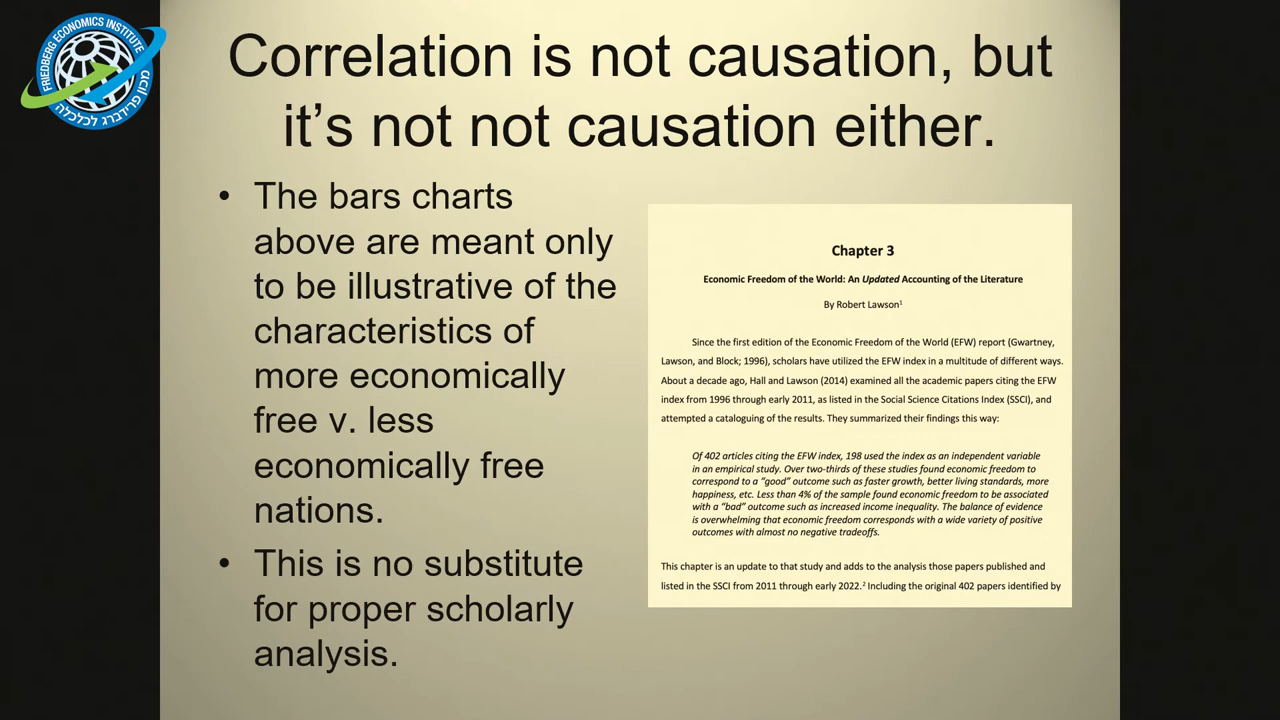 FRIEDBERG ECONOMICS INSTITUTE
מכון פרידברג לכלכלה
Correlation is not causation, but
it’s not not causation either.
• The bars charts
above are meant only
to be illustrative of the
characteristics of
more economically
free v. less
economically free
nations.
• This is no substitute
for proper scholarly
analysis.
Chapter 3
Economic Freedom of the World: An Updated Accounting of the Literature
By Robert Lawson¹
Since the first edition of the Economic Freedom of the World (EFW) report (Gwartney,
Lawson, and Block; 1996), scholars have utilized the EFW index in a multitude of different ways.
About a decade ago, Hall and Lawson (2014) examined all the academic papers citing the EFW
index from 1996 through early 2011, as listed in the Social Science Citations Index (SSCI), and
attempted a cataloguing of the results. They summarized their findings this way:
Of 402 articles citing the EFW index, 198 used the index as an independent variable
in an empirical study. Over two-thirds of these studies found economic freedom to
correspond to a “good” outcome such as faster growth, better living standards, more
happiness, etc. Less than 4% of the sample found economic freedom to be associated
with a “bad” outcome such as increased income inequality. The balance of evidence
is overwhelming that economic freedom corresponds with a wide variety of positive
outcomes with almost no negative tradeoffs.
This chapter is an update to that study and adds to the analysis those papers published and
listed in the SSCI from 2011 through early 2022.² Including the original 402 papers identified by